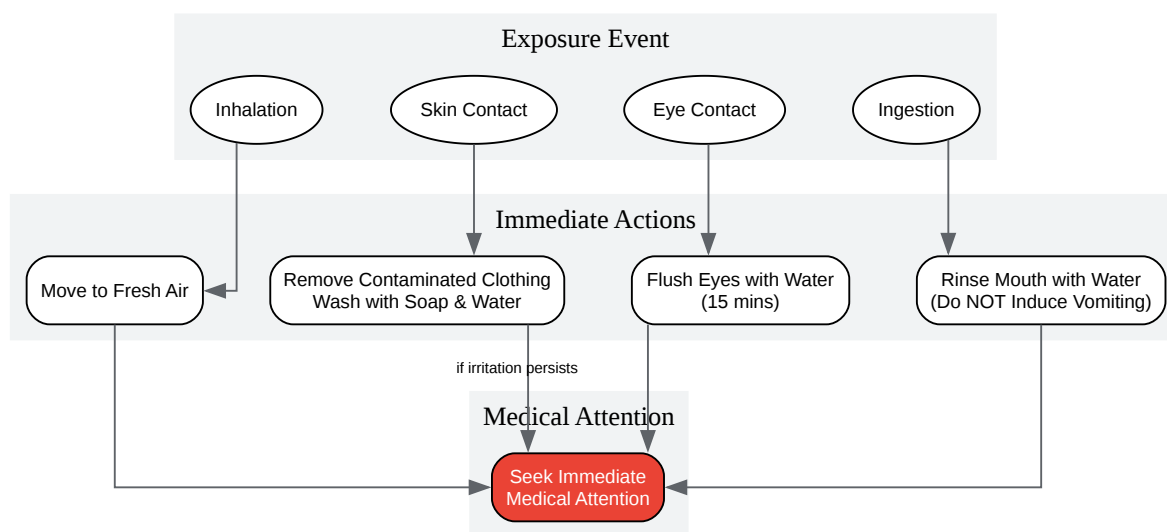 Exposure Event
Inhalation
Skin Contact
Eye Contact
Ingestion
Immediate Actions
Move to Fresh Air
Remove Contaminated Clothing
Wash with Soap & Water
Flush Eyes with Water
(15 mins)
Rinse Mouth with Water
(Do NOT Induce Vomiting)
if irritation persists
Medical Attention
Seek Immediate
Medical Attention